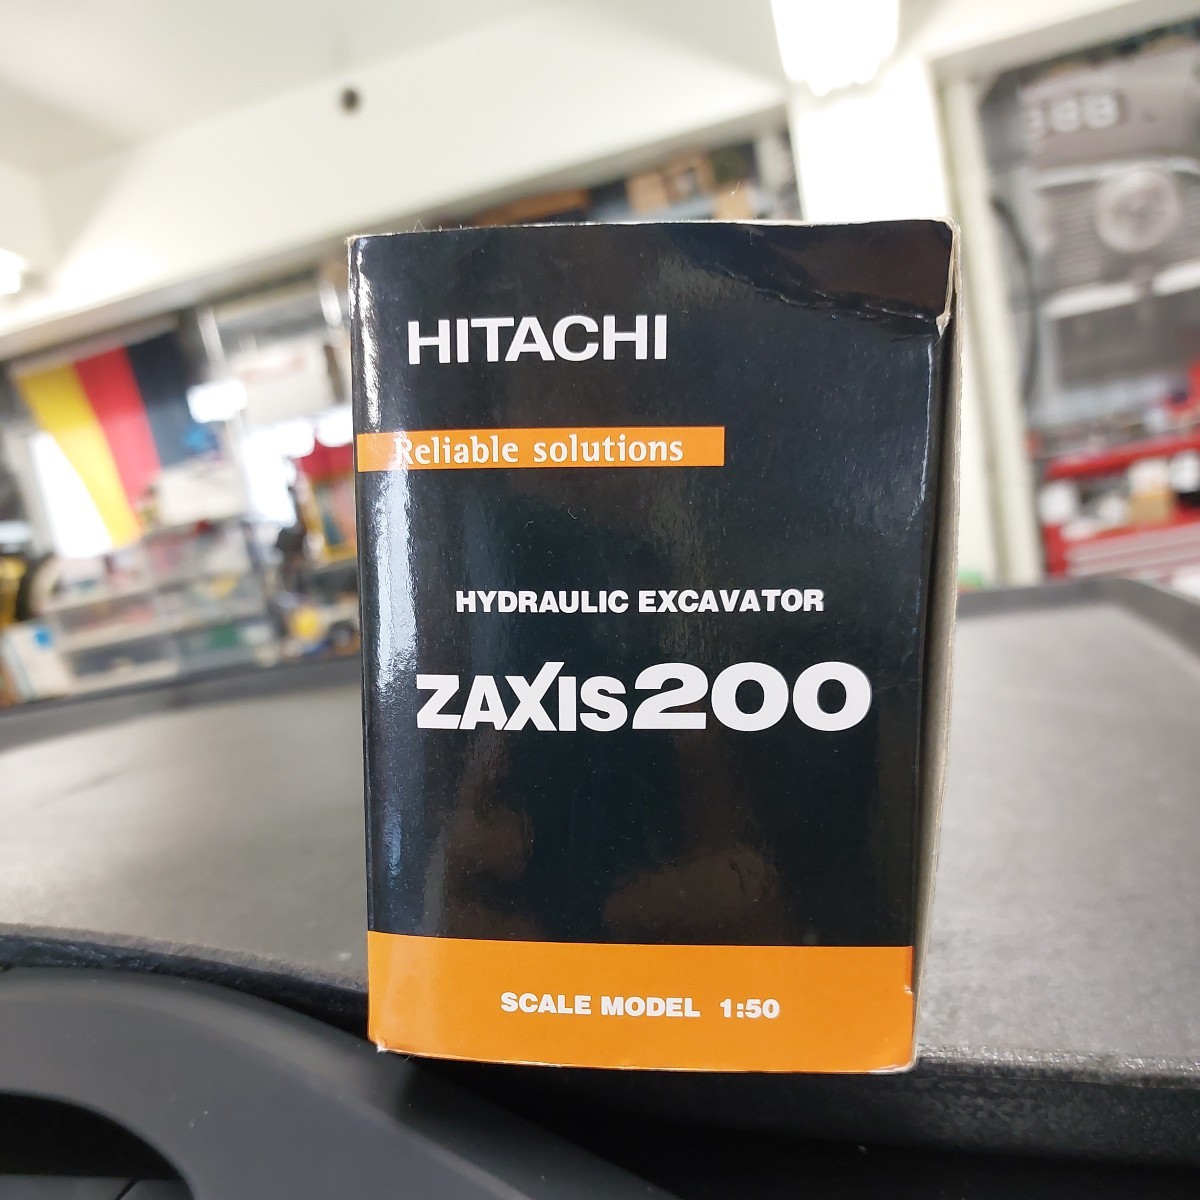 HITACHI
Reliable solutions
HYDRAULIC EXCAVATOR
ZAXIS200
SCALE MODEL 1:50